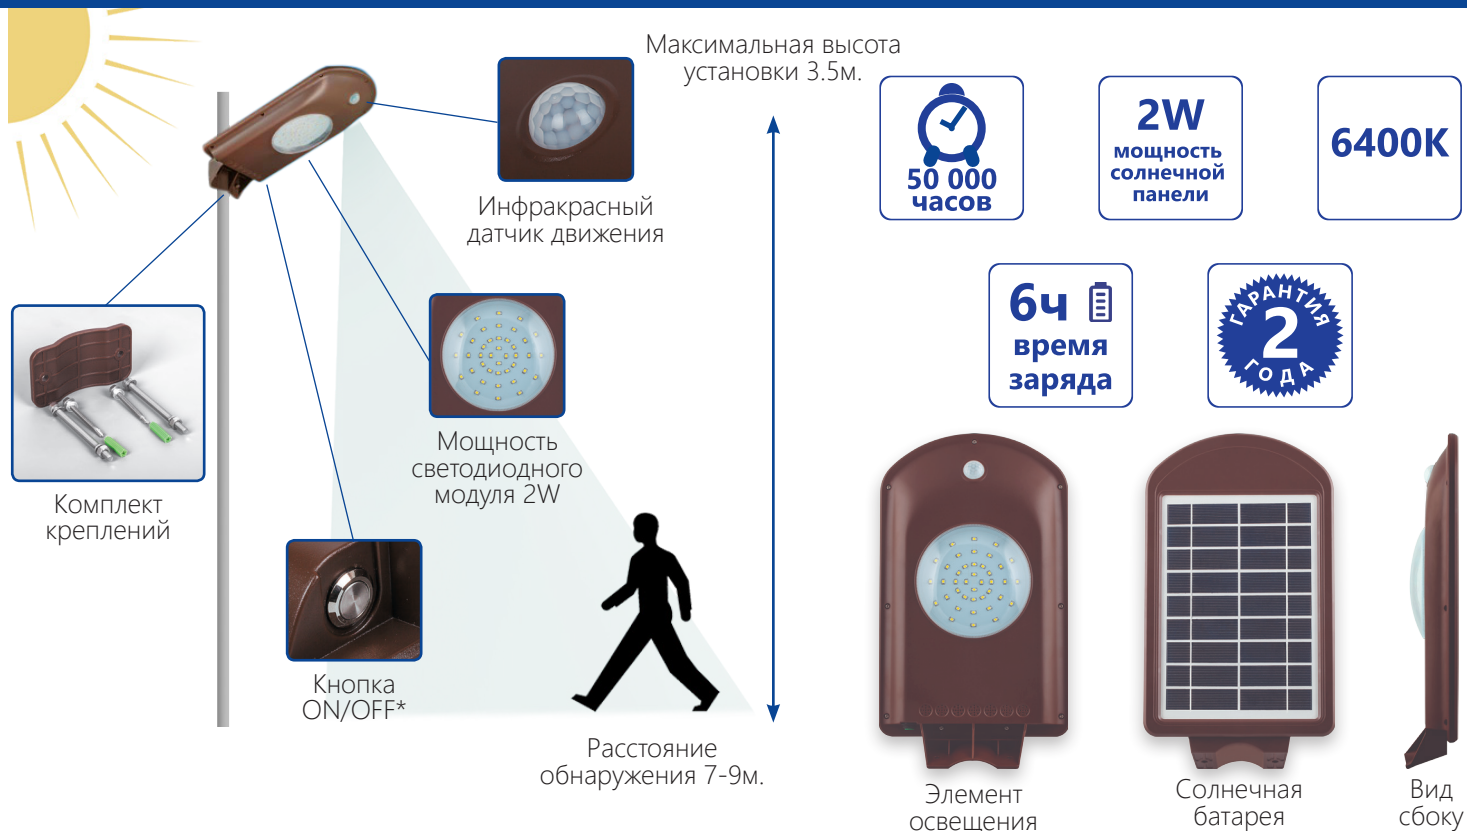 Максимальная высота
установки 3.5м.
Инфракрасный
датчик движения
Мощность
светодиодного
модуля 2W
Комплект
креплений
Кнопка
ON/OFF*
Расстояние
обнаружения 7-9м.
50 000
часов
2W
мощность
солнечной
панели
6400K
6ч
время
заряда
ГАРАНТИЯ
2
ГОДА
Элемент
освещения
Солнечная
батарея
Вид
сбоку